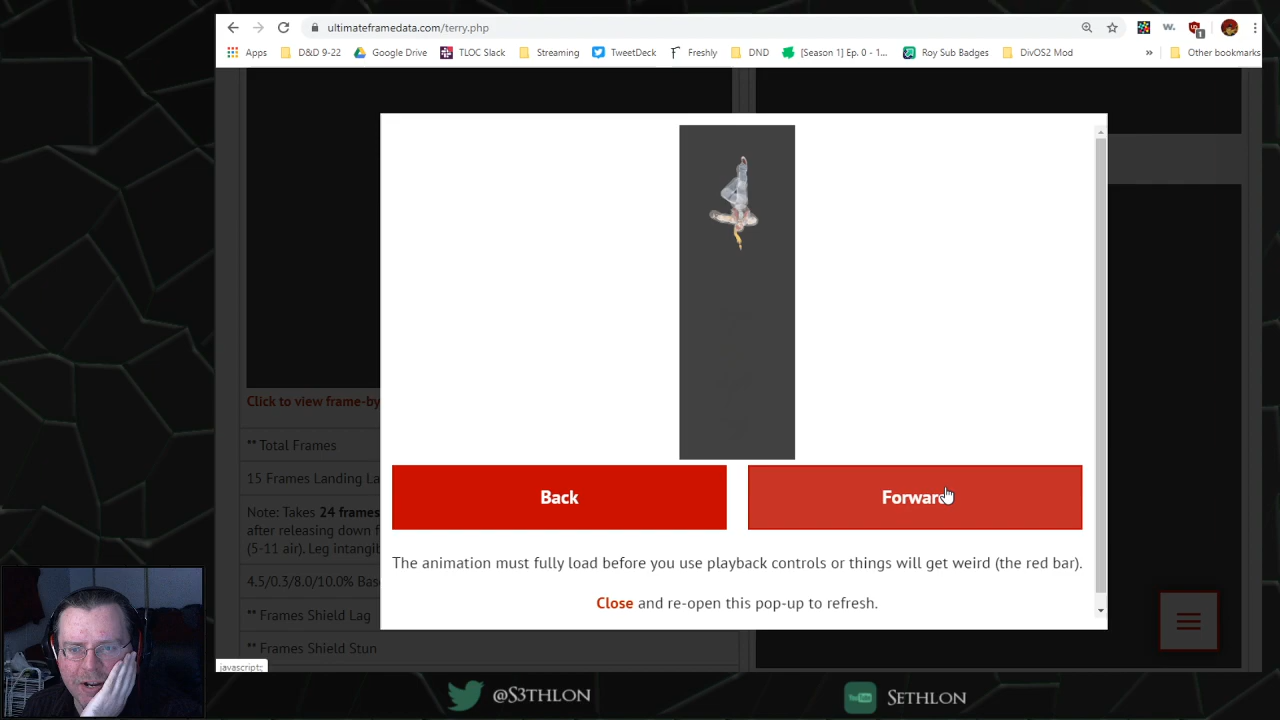 ultimateframedata.com/terry.php
Apps
D&D 9-22
Google Drive
TLOC Slack
Streaming
TweetDeck
Freshly
DND
[Season 1] Ep. 0 - 1...
Roy Sub Badges
DivOS2 Mod
»
Other bookmarks
Click to view frame-by
** Total Frames
15 Frames Landing La
Note: Takes 24 frames
after releasing down f
(5-11 air). Leg intangib
4.5/0.3/8.0/10.0% Bas
** Frames Shield Lag
** Frames Shield Stun
Back
Forward
The animation must fully load before you use playback controls or things will get weird (the red bar).
Close and re-open this pop-up to refresh.
javascript:;
@S3thlon
Sethlon